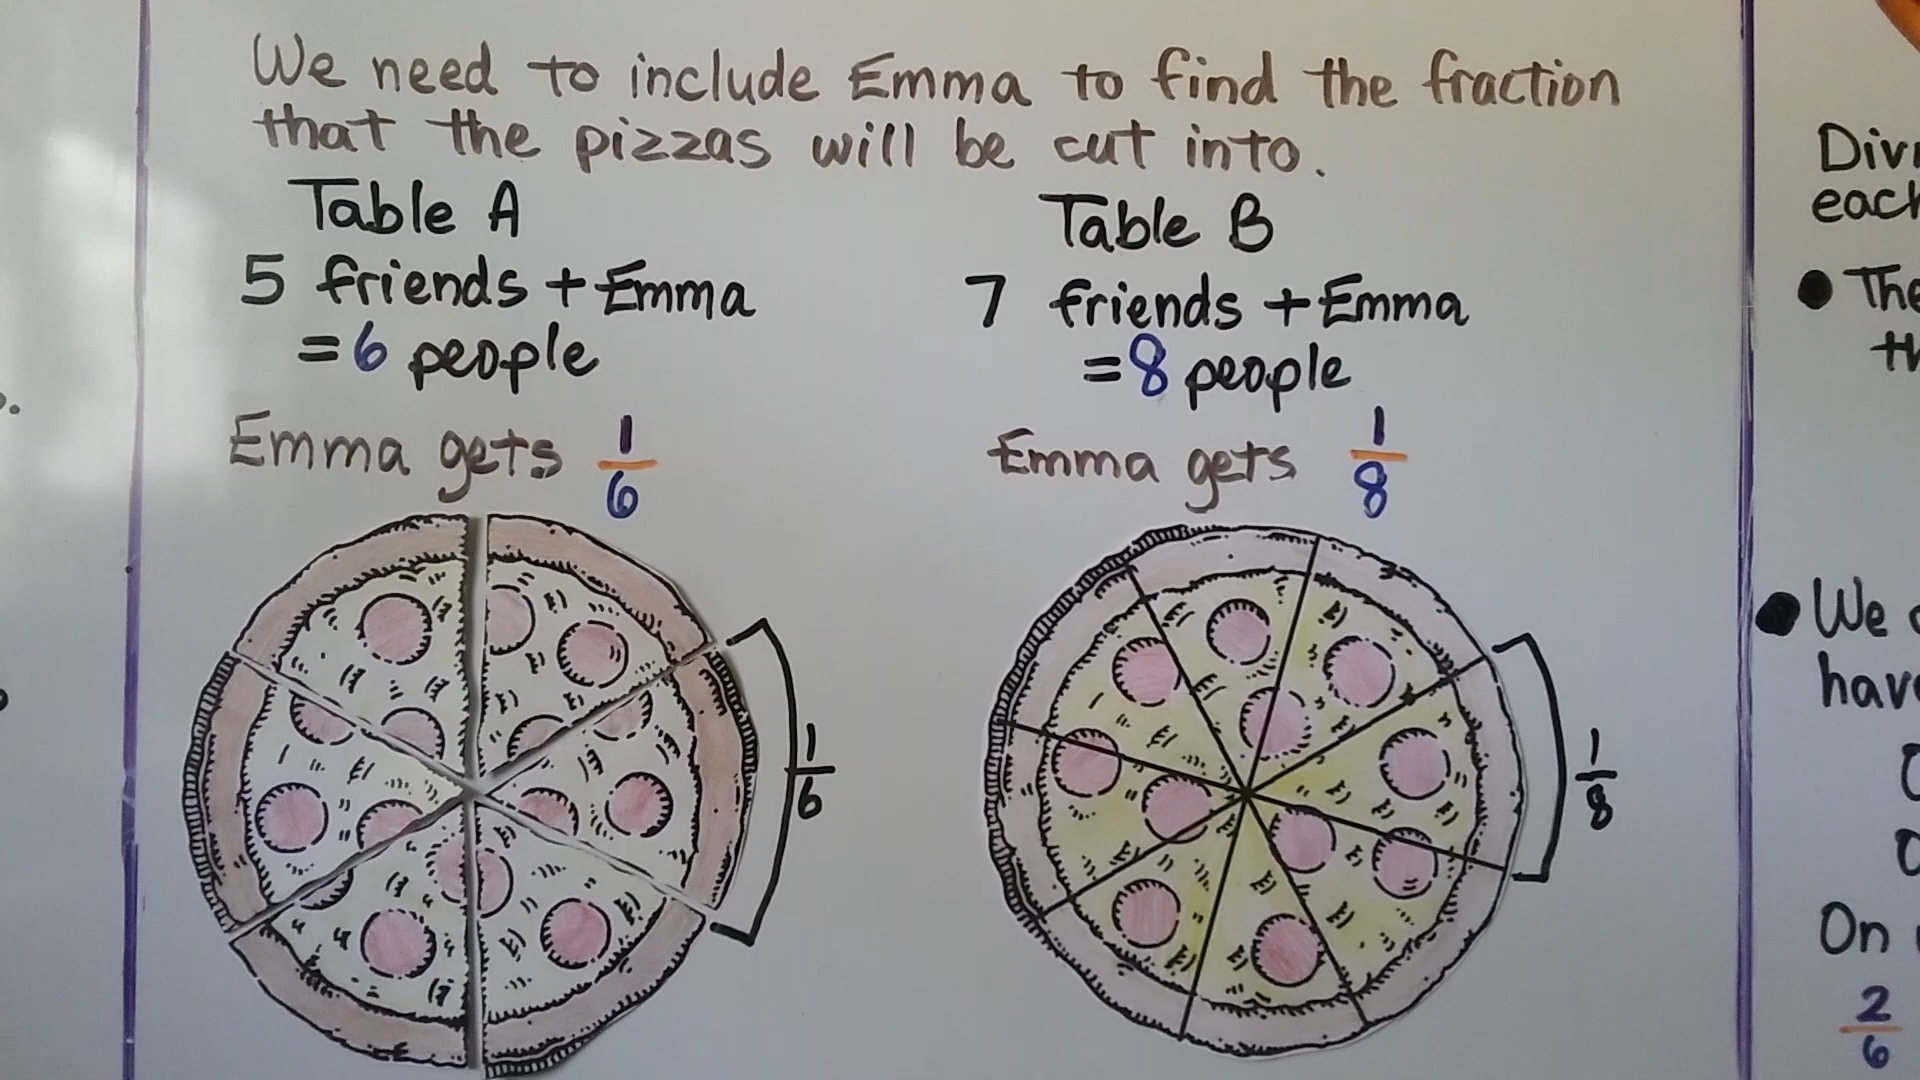 We need to include Emma to find the fraction
that the pizzas will be cut into.
Table A
5 friends + Emma
= 6 people
Emma gets 1/6
1/6
Table B
7 friends + Emma
= 8 people
Emma gets 1/8
1/8
each
• The
• We
On
2/6